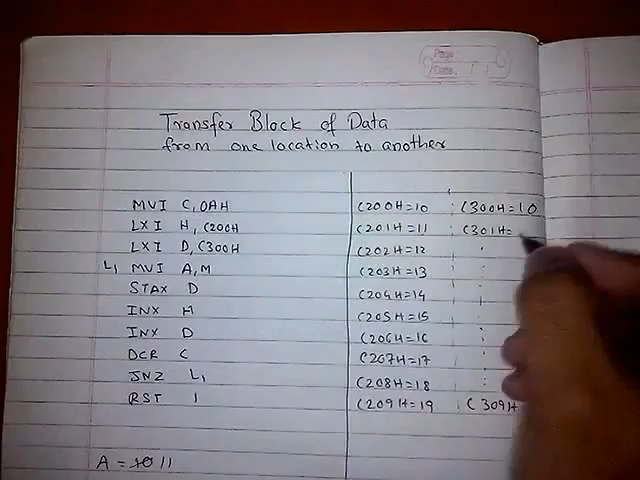 Page:
Date:
Transfer Block of Data
from one location to another
MVI C,0AH
LXI H, C200H
LXI D, C300H
L1 MVI A,M
STAX D
INX H
INX D
DCR C
JNZ L1
RST 1
A = 10 11
C200H=10 ; C300H=10
C201H=11 ; C301H=
C202H=12
C203H=13
C204H=14
C205H=15
C206H=16
C207H=17
C208H=18
C209H=19 ; C309H